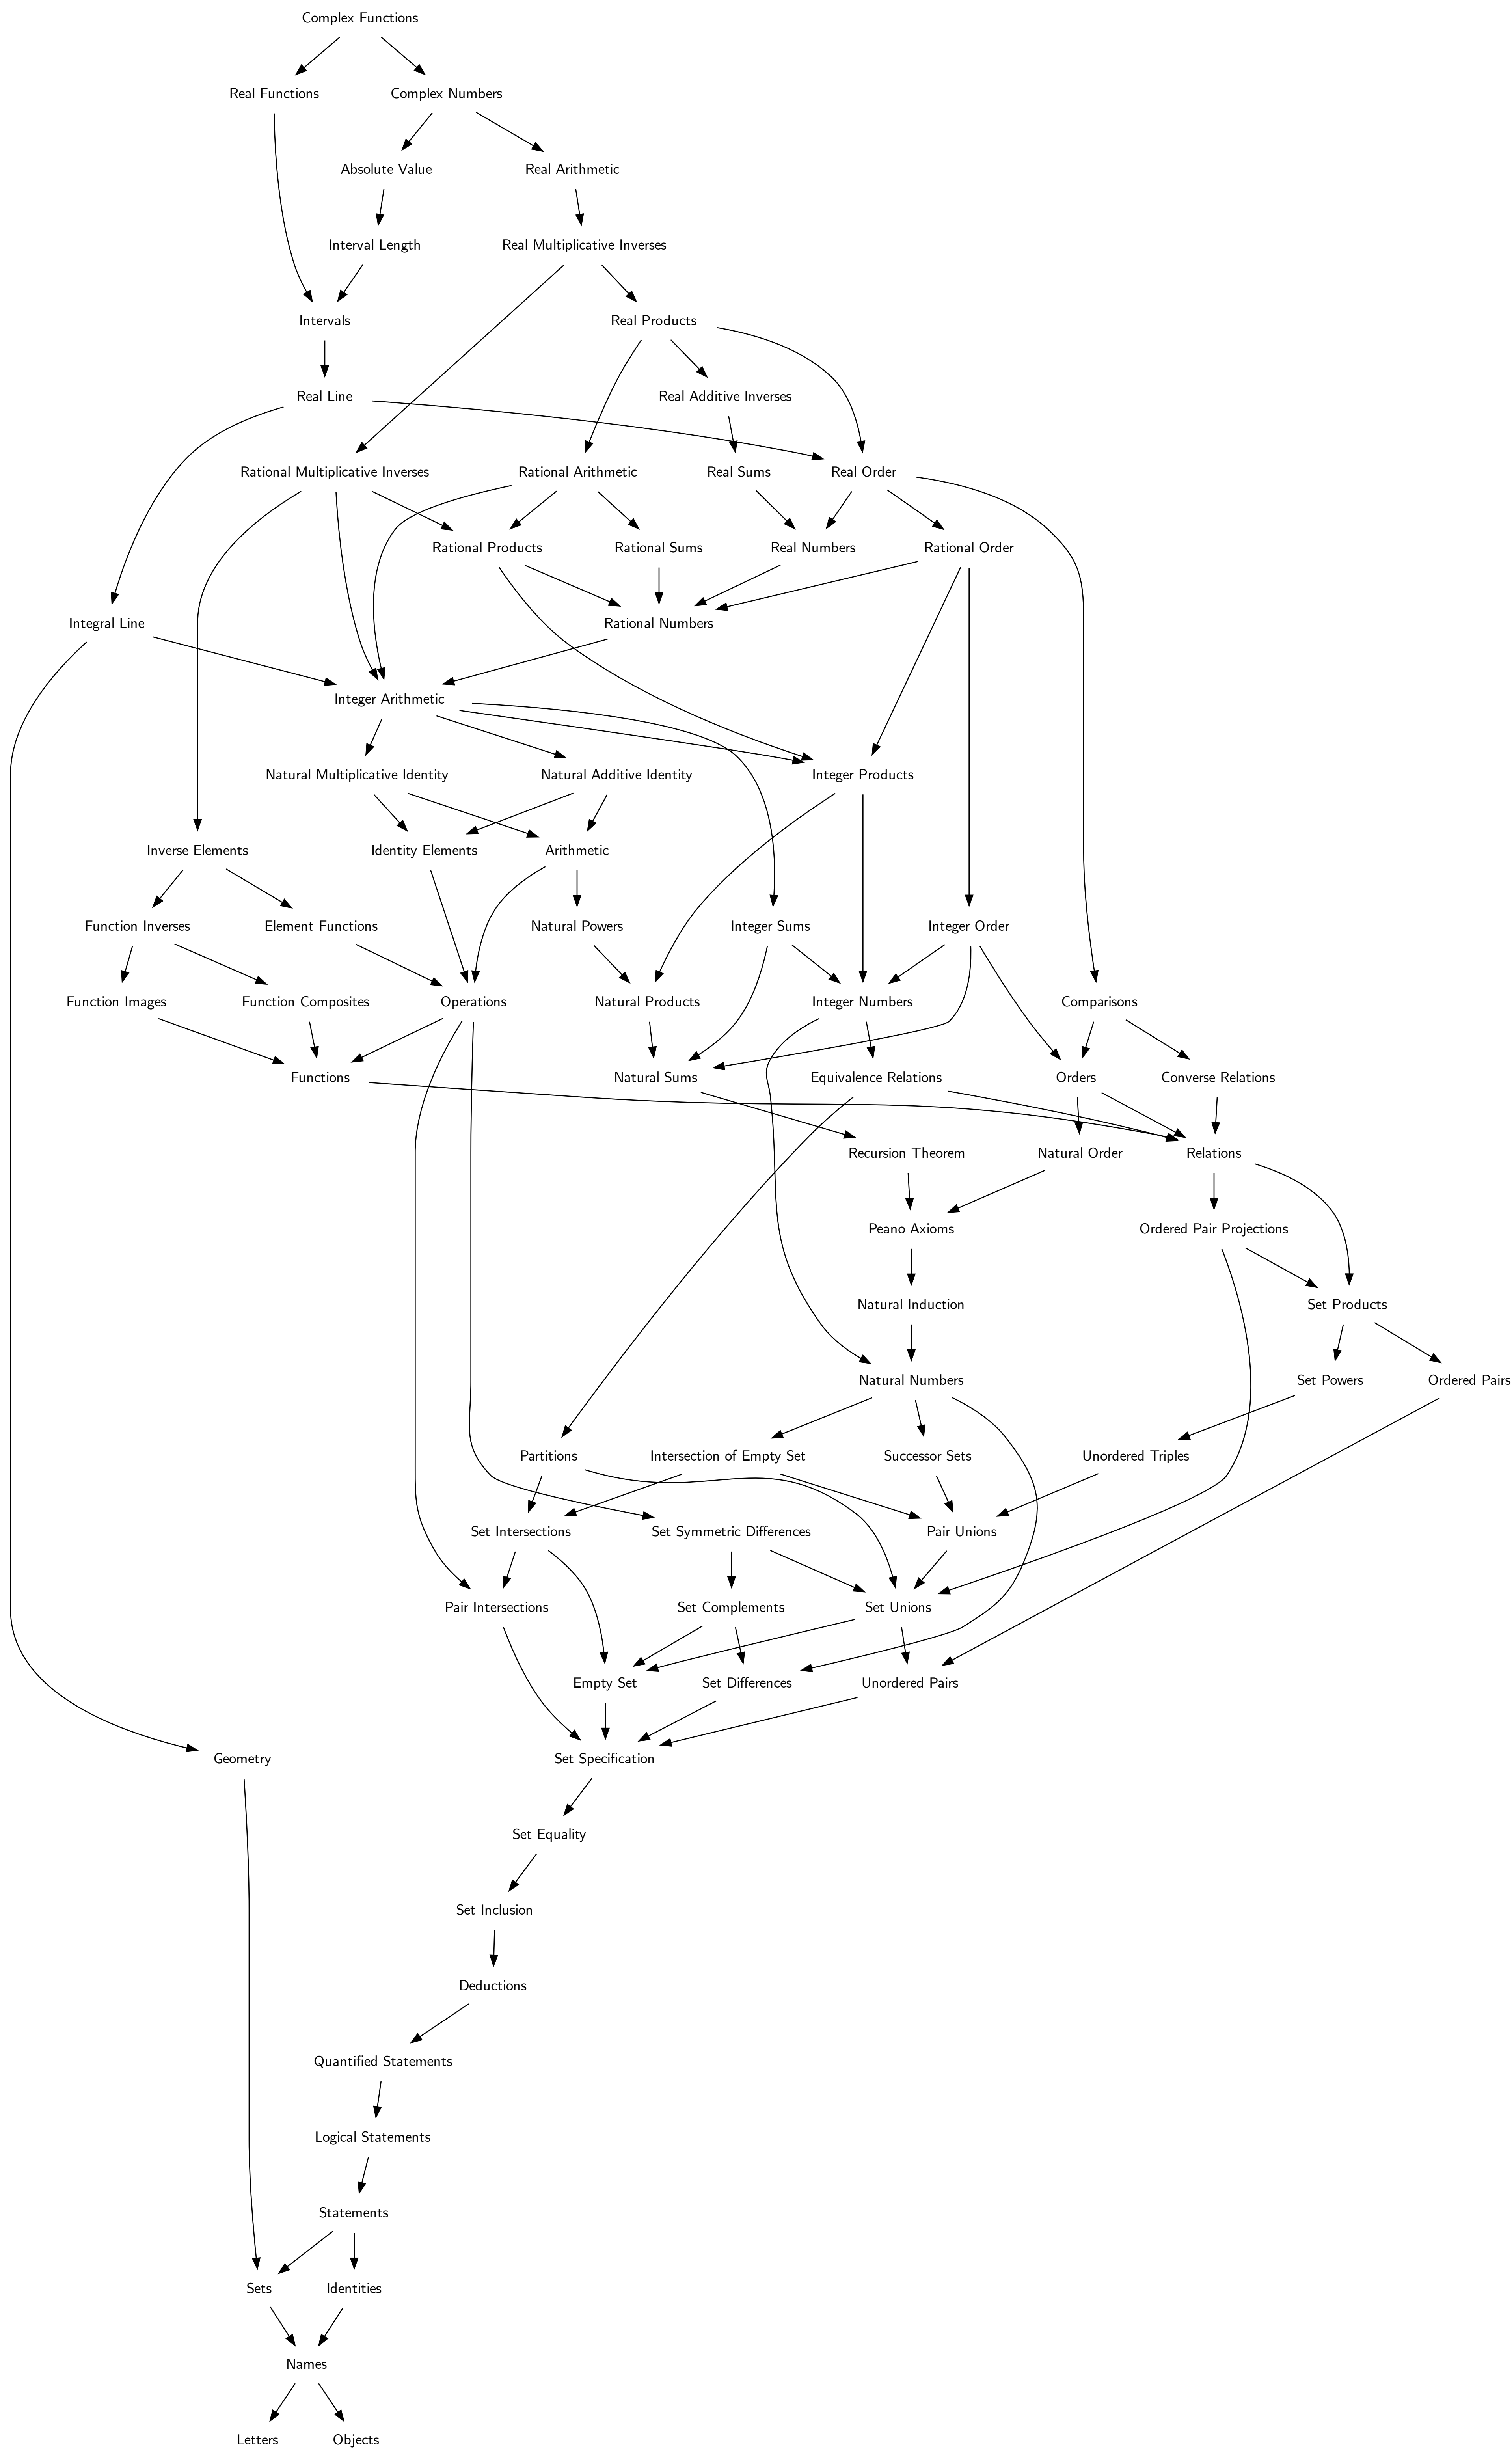 Complex Functions
Real Functions
Complex Numbers
Absolute Value
Real Arithmetic
Interval Length
Real Multiplicative Inverses
Intervals
Real Products
Real Line
Real Additive Inverses
Rational Multiplicative Inverses
Rational Arithmetic
Real Sums
Real Order
Rational Products
Rational Sums
Real Numbers
Rational Order
Integral Line
Rational Numbers
Integer Arithmetic
Natural Multiplicative Identity
Natural Additive Identity
Integer Products
Inverse Elements
Identity Elements
Arithmetic
Function Inverses
Element Functions
Natural Powers
Integer Sums
Integer Order
Function Images
Function Composites
Operations
Natural Products
Integer Numbers
Comparisons
Functions
Natural Sums
Equivalence Relations
Orders
Converse Relations
Recursion Theorem
Natural Order
Relations
Peano Axioms
Ordered Pair Projections
Natural Induction
Set Products
Natural Numbers
Set Powers
Ordered Pairs
Partitions
Intersection of Empty Set
Successor Sets
Unordered Triples
Set Intersections
Set Symmetric Differences
Pair Unions
Pair Intersections
Set Complements
Set Unions
Empty Set
Set Differences
Unordered Pairs
Geometry
Set Specification
Set Equality
Set Inclusion
Deductions
Quantified Statements
Logical Statements
Statements
Sets
Identities
Names
Letters
Objects